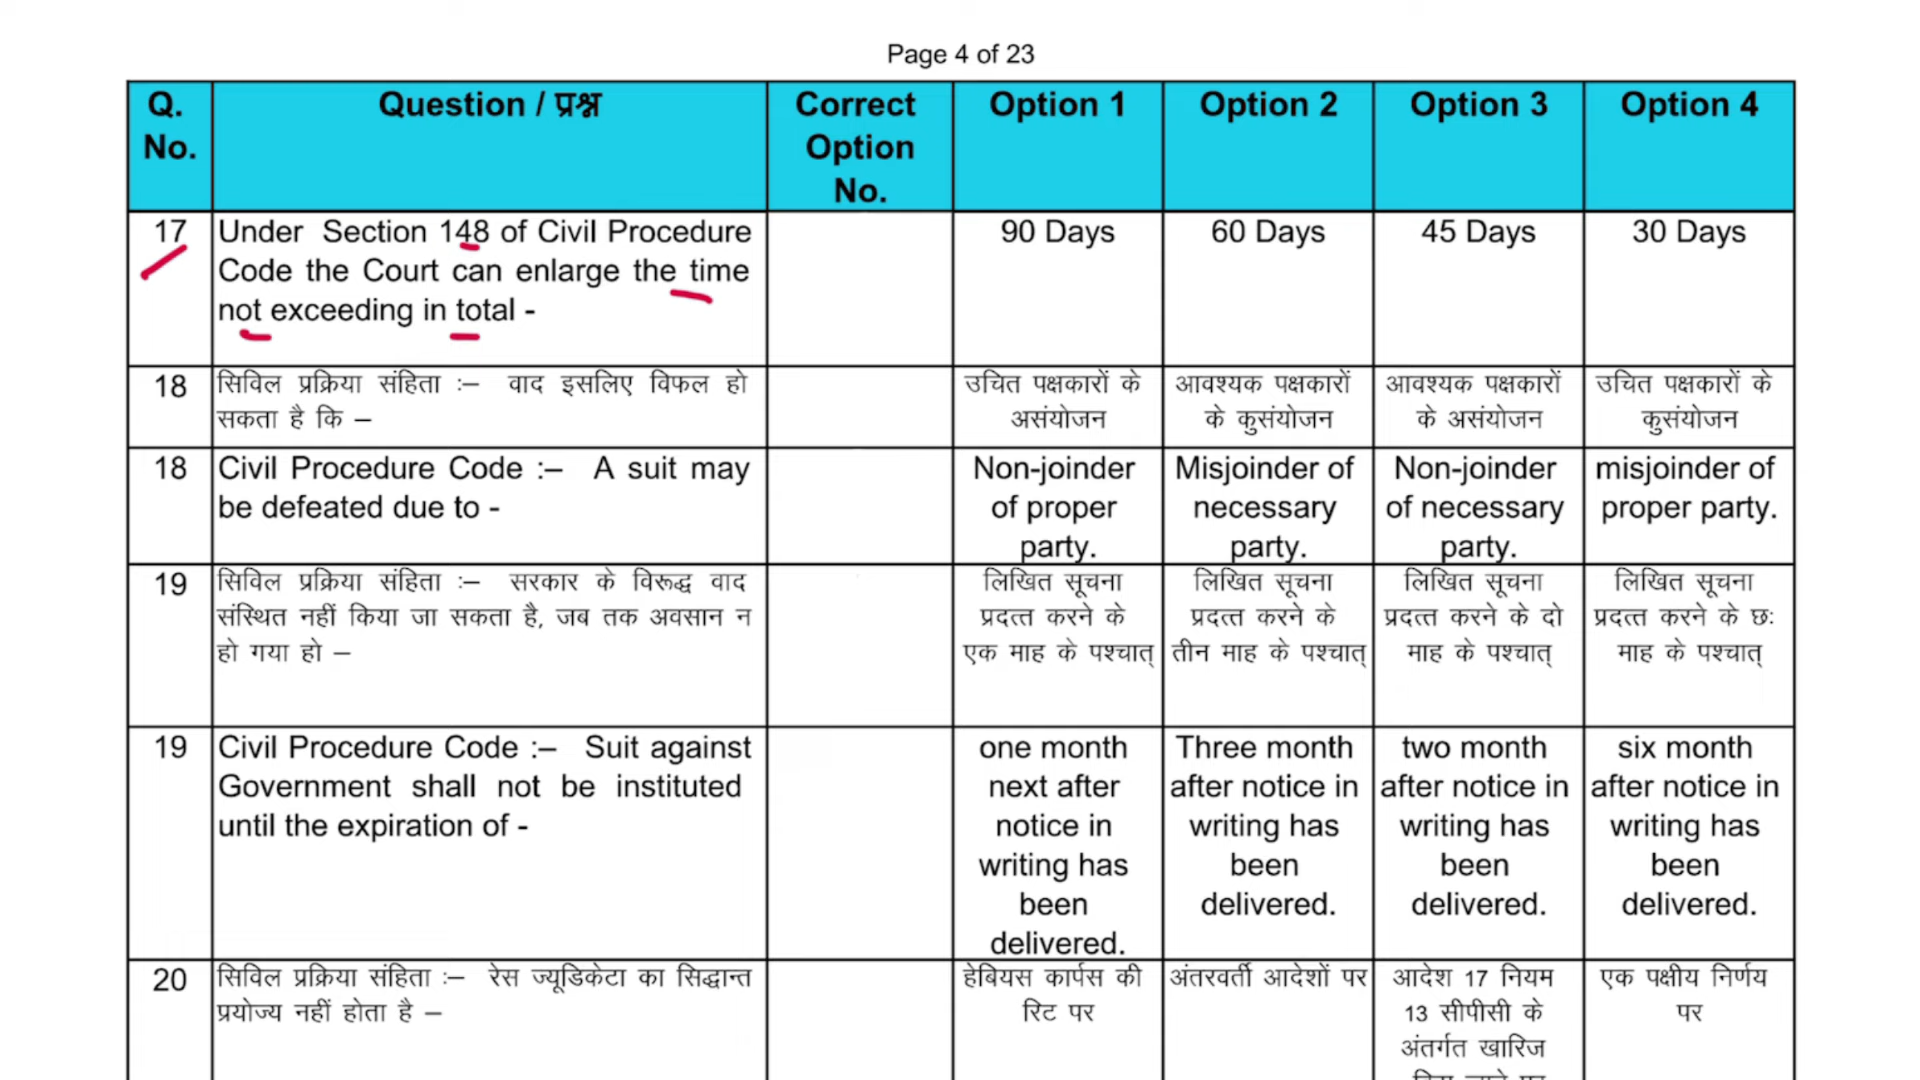 Page 4 of 23
Q. No. Question / प्रश्न Correct Option No. Option 1 Option 2 Option 3 Option 4
17 Under Section 148 of Civil Procedure
Code the Court can enlarge the time
not exceeding in total -
90 Days
60 Days
45 Days
30 Days
18 सिविल प्रक्रिया संहिता :– वाद इसलिए विफल हो
सकता है कि –
उचित पक्षकारों के
असंयोजन
आवश्यक पक्षकारों
के कुसंयोजन
आवश्यक पक्षकारों
के असंयोजन
उचित पक्षकारों के
कुसंयोजन
18 Civil Procedure Code :– A suit may
be defeated due to -
Non-joinder
of proper
party.
Misjoinder of
necessary
party.
Non-joinder
of necessary
party.
misjoinder of
proper party.
19 सिविल प्रक्रिया संहिता :– सरकार के विरूद्ध वाद
संस्थित नहीं किया जा सकता है, जब तक अवसान न
हो गया हो –
लिखित सूचना
प्रदत्त करने के
एक माह के पश्चात्
लिखित सूचना
प्रदत्त करने के
तीन माह के पश्चात्
लिखित सूचना
प्रदत्त करने के दो
माह के पश्चात्
लिखित सूचना
प्रदत्त करने के छः
माह के पश्चात्
19 Civil Procedure Code :– Suit against
Government shall not be instituted
until the expiration of -
one month
next after
notice in
writing has
been
delivered.
Three month
after notice in
writing has
been
delivered.
two month
after notice in
writing has
been
delivered.
six month
after notice in
writing has
been
delivered.
20 सिविल प्रक्रिया संहिता :– रेस ज्यूडिकेटा का सिद्धान्त
प्रयोज्य नहीं होता है –
हेबियस कार्पस की
रिट पर
अंतरवर्ती आदेशों पर
आदेश 17 नियम
13 सीपीसी के
अंतर्गत खारिज
एक पक्षीय निर्णय
पर